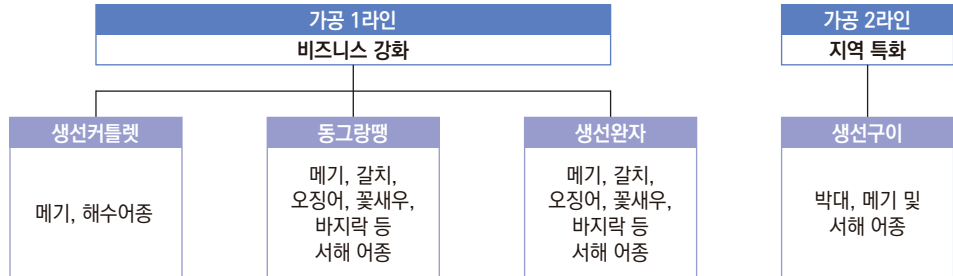 가공 1라인
비즈니스 강화
가공 2라인
지역 특화
생선커틀렛
메기, 해수어종
동그랑땡
메기, 갈치,
오징어, 꽃새우,
바지락 등
서해 어종
생선완자
메기, 갈치,
오징어, 꽃새우,
바지락 등
서해 어종
생선구이
박대, 메기 및
서해 어종